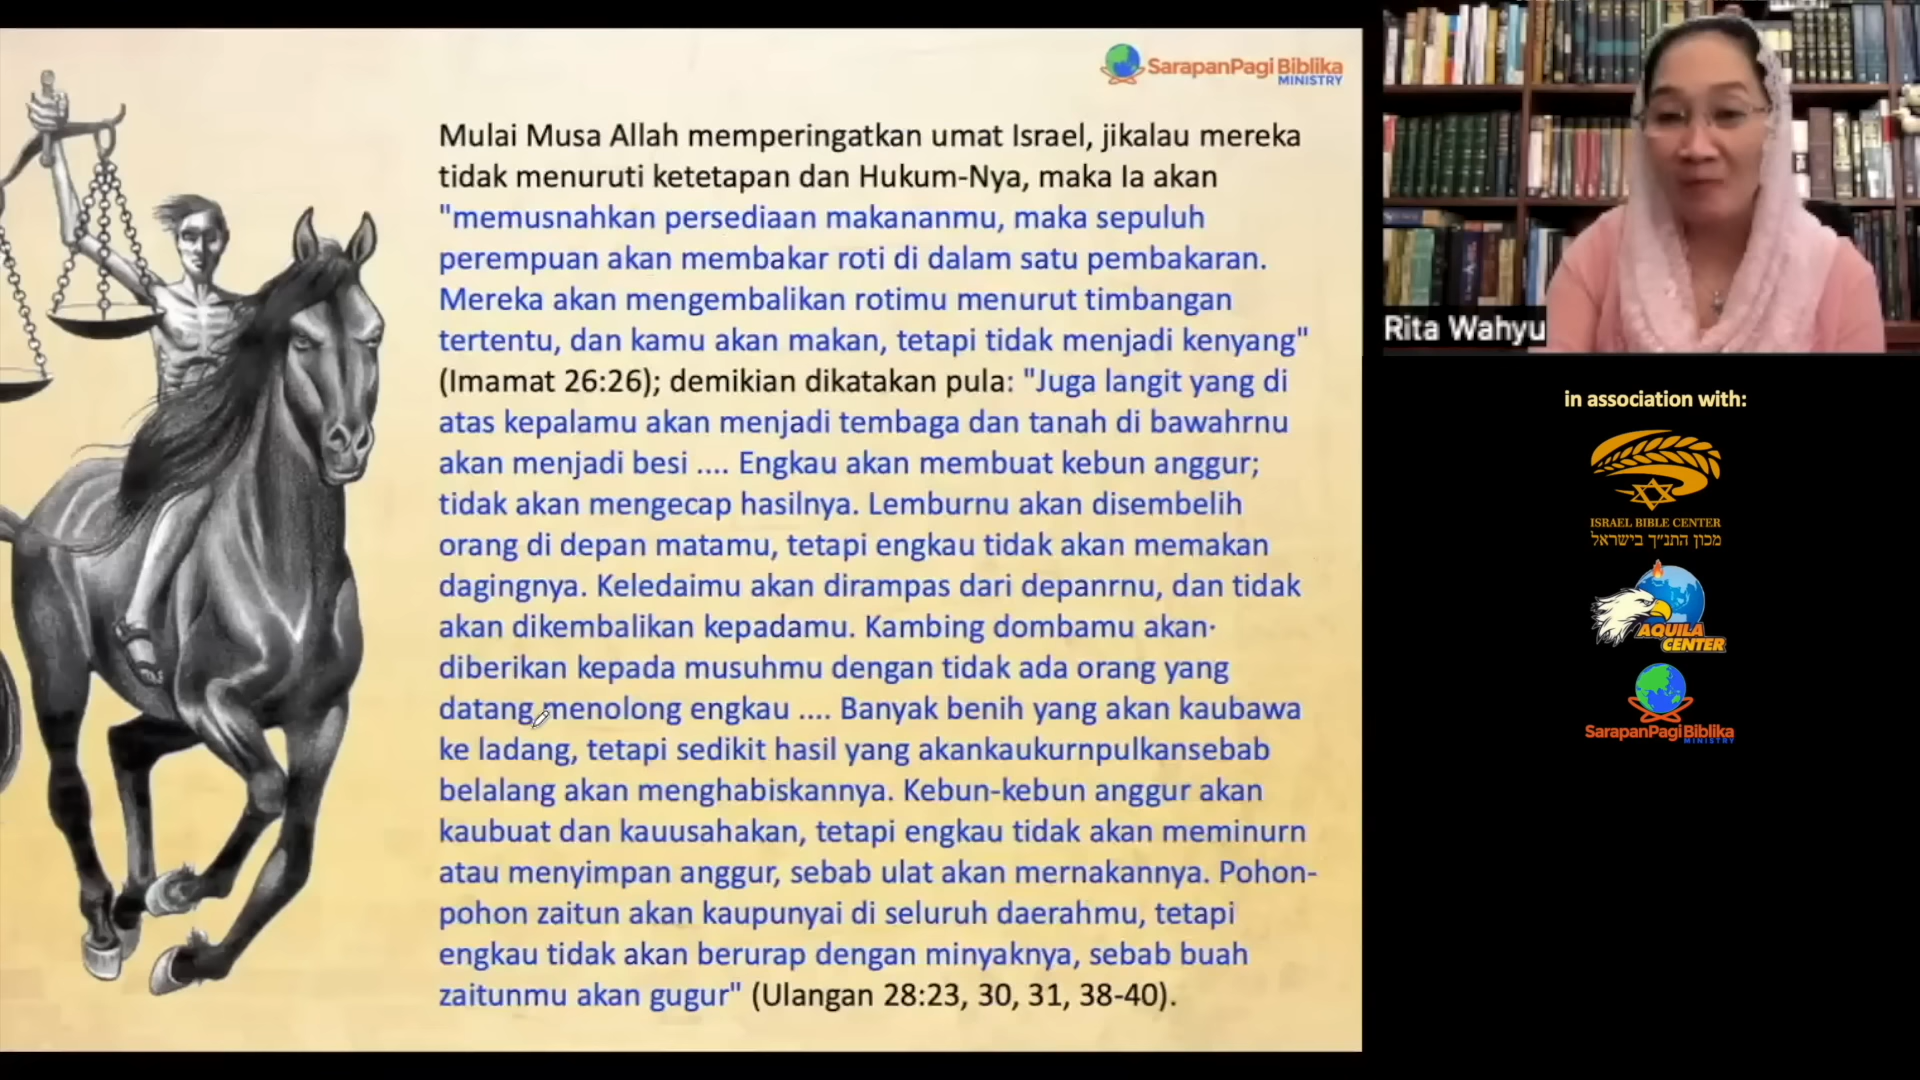 SarapanPagi Biblika
MINISTRY
Mulai Musa Allah memperingatkan umat Israel, jikalau mereka
tidak menuruti ketetapan dan Hukum-Nya, maka Ia akan
"memusnahkan persediaan makananmu, maka sepuluh
perempuan akan membakar roti di dalam satu pembakaran.
Mereka akan mengembalikan rotimu menurut timbangan
tertentu, dan kamu akan makan, tetapi tidak menjadi kenyang"
(Imamat 26:26); demikian dikatakan pula: "Juga langit yang di
atas kepalamu akan menjadi tembaga dan tanah di bawahrnu
akan menjadi besi .... Engkau akan membuat kebun anggur;
tidak akan mengecap hasilnya. Lemburnu akan disembelih
orang di depan matamu, tetapi engkau tidak akan memakan
dagingnya. Keledaimu akan dirampas dari depanrnu, dan tidak
akan dikembalikan kepadamu. Kambing dombamu akan·
diberikan kepada musuhmu dengan tidak ada orang yang
datang menolong engkau .... Banyak benih yang akan kaubawa
ke ladang, tetapi sedikit hasil yang akankaukurnpulkansebab
belalang akan menghabiskannya. Kebun-kebun anggur akan
kaubuat dan kauusahakan, tetapi engkau tidak akan meminurn
atau menyimpan anggur, sebab ulat akan mernakannya. Pohon-
pohon zaitun akan kaupunyai di seluruh daerahmu, tetapi
engkau tidak akan berurap dengan minyaknya, sebab buah
zaitunmu akan gugur" (Ulangan 28:23, 30, 31, 38-40).
Rita Wahyu
in association with:
ISRAEL BIBLE CENTER
מכון התנ״ך בישראל
AQUILA
CENTER
SarapanPagi Biblika
MINISTRY